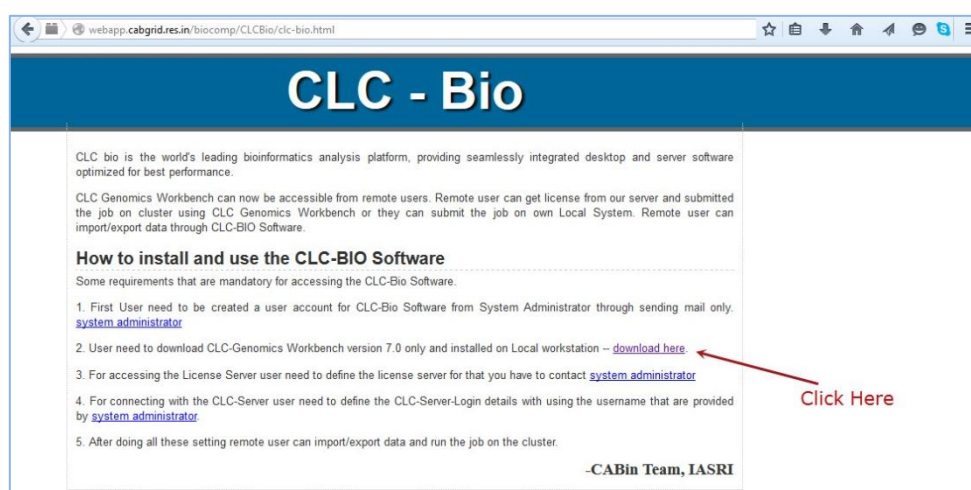 webapp.cabgrid.res.in/biocomp/CLCBio/clc-bio.html
CLC - Bio
CLC bio is the world's leading bioinformatics analysis platform, providing seamlessly integrated desktop and server software
optimized for best performance.
CLC Genomics Workbench can now be accessible from remote users. Remote user can get license from our server and submitted
the job on cluster using CLC Genomics Workbench or they can submit the job on own Local System. Remote user can
import/export data through CLC-BIO Software.
How to install and use the CLC-BIO Software
Some requirements that are mandatory for accessing the CLC-Bio Software.
1. First User need to be created a user account for CLC-Bio Software from System Administrator through sending mail only.
system administrator
2. User need to download CLC-Genomics Workbench version 7.0 only and installed on Local workstation -- download here.
3. For accessing the License Server user need to define the license server for that you have to contact system administrator
Click Here
4. For connecting with the CLC-Server user need to define the CLC-Server-Login details with using the username that are provided
by system administrator.
5. After doing all these setting remote user can import/export data and run the job on the cluster.
-CABin Team, IASRI